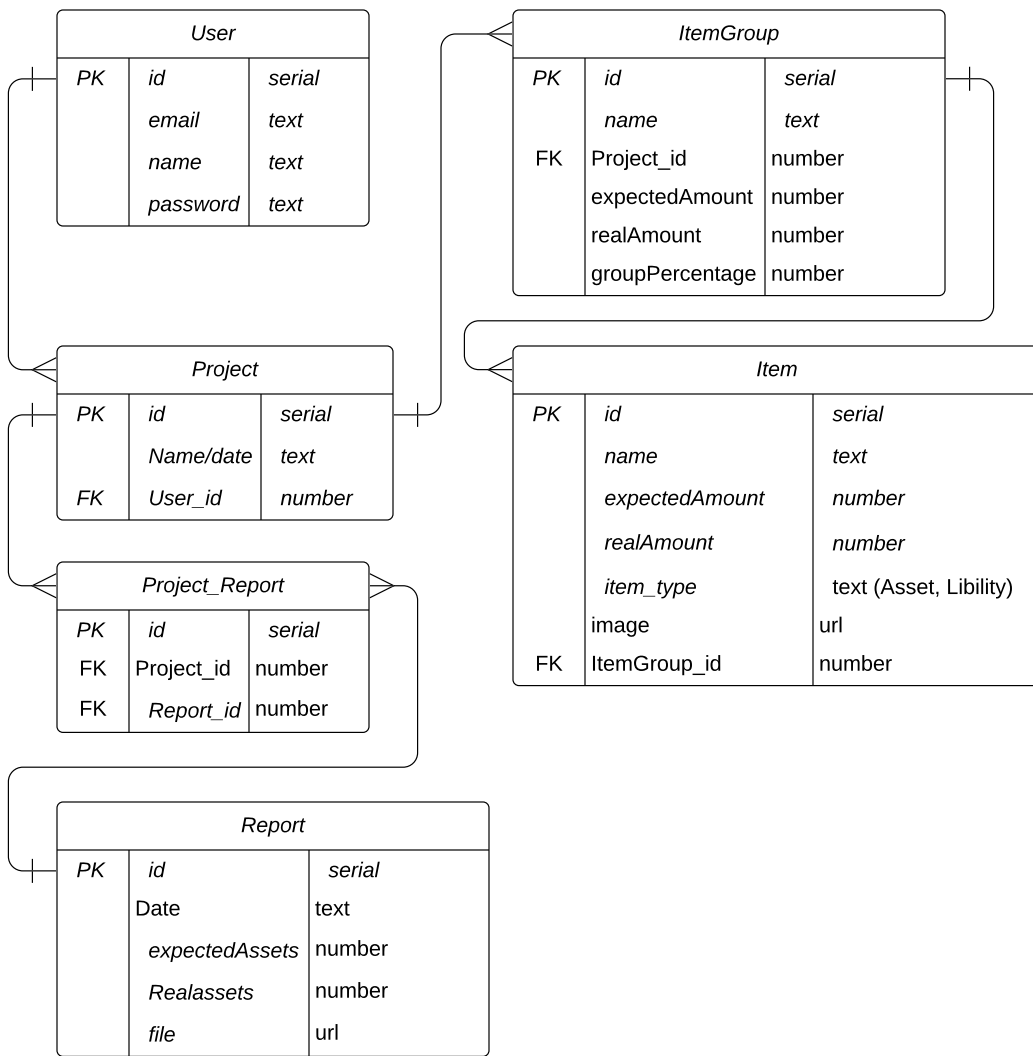 User
PK id serial
email text
name text
password text
ItemGroup
PK id serial
name text
FK Project_id number
expectedAmount number
realAmount number
groupPercentage number
Project
PK id serial
Name/date text
FK User_id number
Item
PK id serial
name text
expectedAmount number
realAmount number
item_type text (Asset, Libility)
image url
FK ItemGroup_id number
Project_Report
PK id serial
FK Project_id number
FK Report_id number
Report
PK id serial
Date text
expectedAssets number
Realassets number
file url